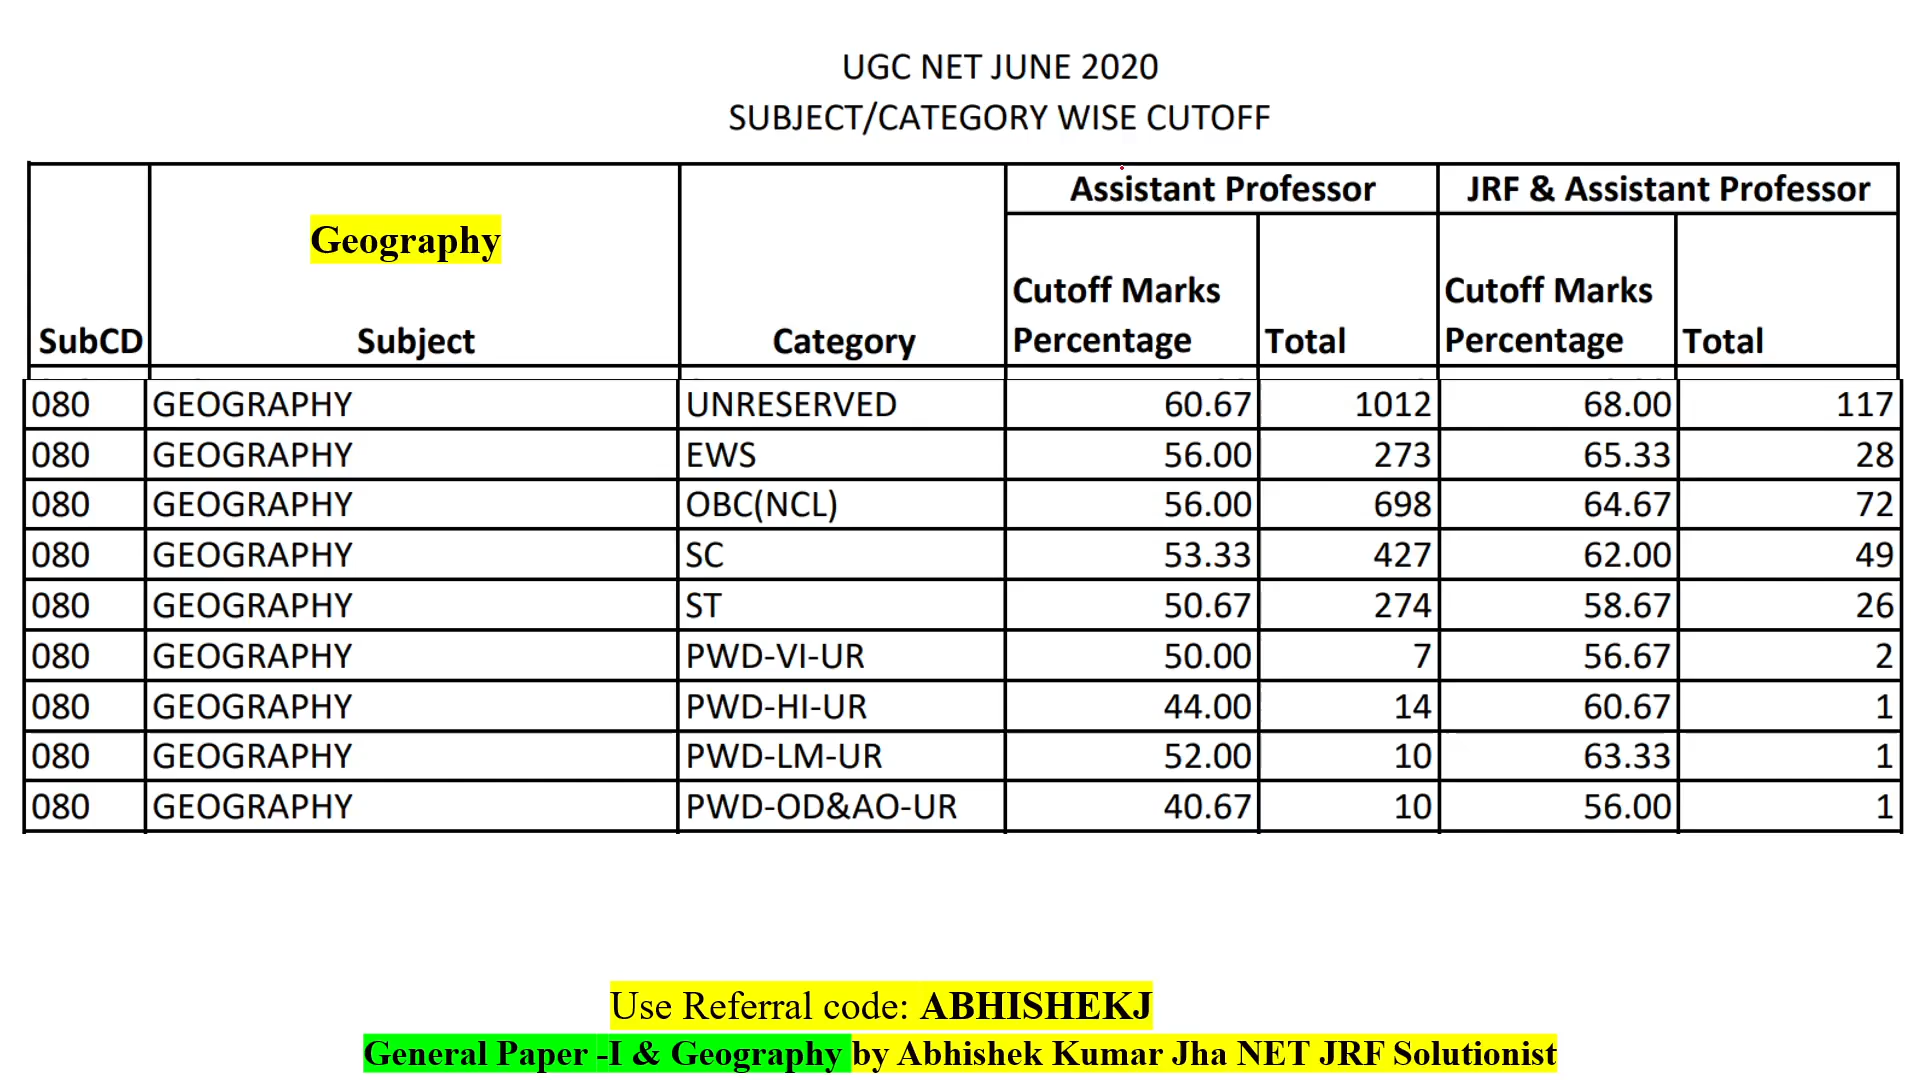 UGC NET JUNE 2020
SUBJECT/CATEGORY WISE CUTOFF
Assistant Professor JRF & Assistant Professor
Geography
Cutoff Marks Cutoff Marks
SubCD Subject Category Percentage Total Percentage Total
080 GEOGRAPHY UNRESERVED 60.67 1012 68.00 117
080 GEOGRAPHY EWS 56.00 273 65.33 28
080 GEOGRAPHY OBC(NCL) 56.00 698 64.67 72
080 GEOGRAPHY SC 53.33 427 62.00 49
080 GEOGRAPHY ST 50.67 274 58.67 26
080 GEOGRAPHY PWD-VI-UR 50.00 7 56.67 2
080 GEOGRAPHY PWD-HI-UR 44.00 14 60.67 1
080 GEOGRAPHY PWD-LM-UR 52.00 10 63.33 1
080 GEOGRAPHY PWD-OD&AO-UR 40.67 10 56.00 1
Use Referral code: ABHISHEKJ
General Paper -I & Geography by Abhishek Kumar Jha NET JRF Solutionist